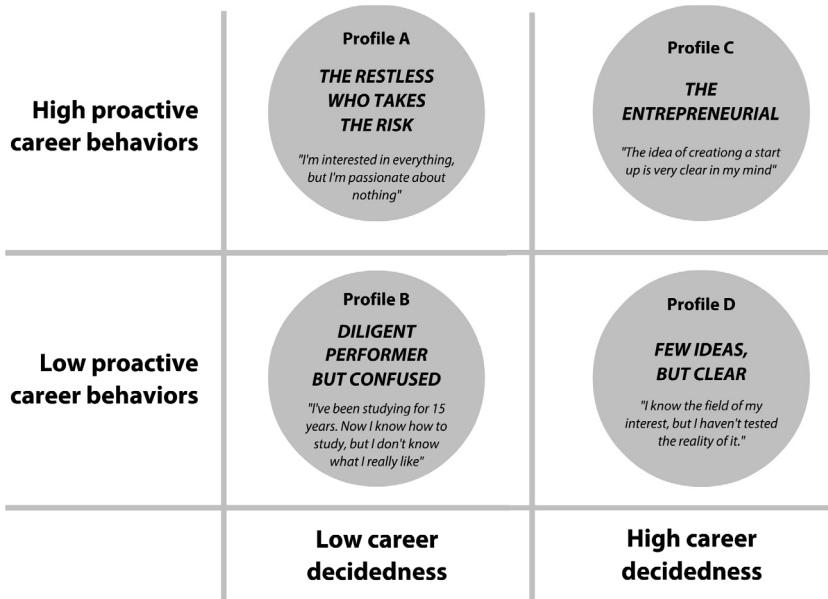 High proactive
career behaviors
Profile A
THE RESTLESS
WHO TAKES
THE RISK
"I'm interested in everything,
but I'm passionate about
nothing"
Profile C
THE
ENTREPRENEURIAL
"The idea of creationg a start
up is very clear in my mind"
Low proactive
career behaviors
Profile B
DILIGENT
PERFORMER
BUT CONFUSED
"I've been studying for 15
years. Now I know how to
study, but I don't know
what I really like"
Profile D
FEW IDEAS,
BUT CLEAR
"I know the field of my
interest, but I haven't tested
the reality of it."
Low career
decidedness
High career
decidedness